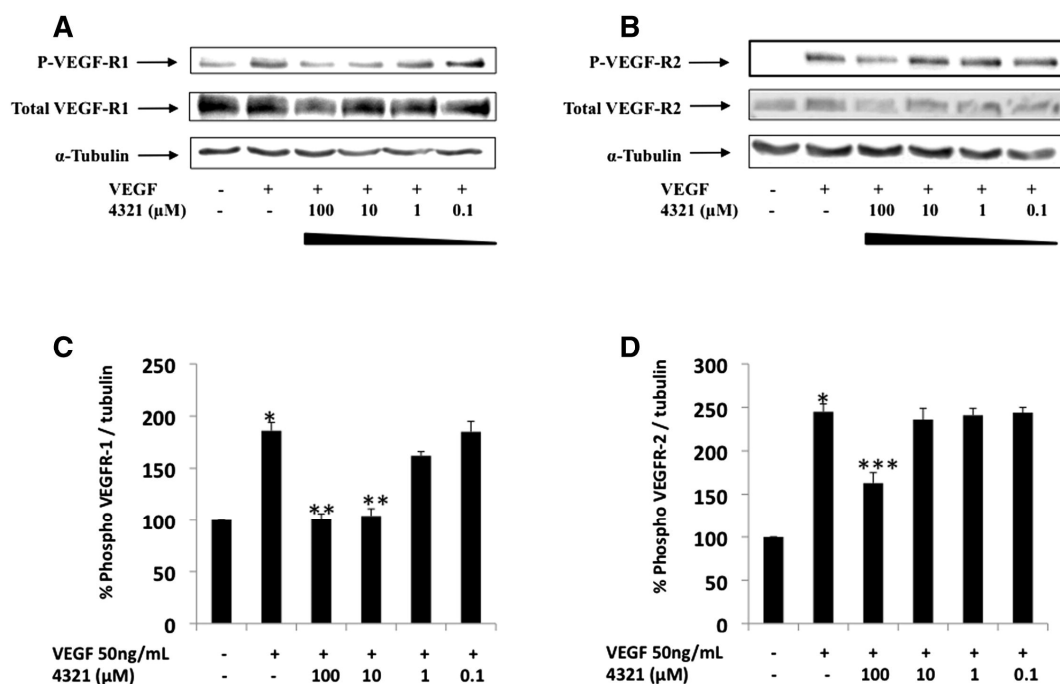 A
P-VEGF-R1
Total VEGF-R1
α-Tubulin
VEGF - + + + + +
4321 (μM) - - 100 10 1 0.1
B
P-VEGF-R2
Total VEGF-R2
α-Tubulin
VEGF - + + + + +
4321 (μM) - - 100 10 1 0.1
C
% Phospho VEGFR-1 / tubulin
250
200
150
100
50
0
*
**
**
VEGF 50ng/mL - + + + + +
4321 (μM) - - 100 10 1 0.1
D
% Phospho VEGFR-2 / tubulin
300
250
200
150
100
50
0
*
***
VEGF 50ng/mL - + + + + +
4321 (μM) - - 100 10 1 0.1